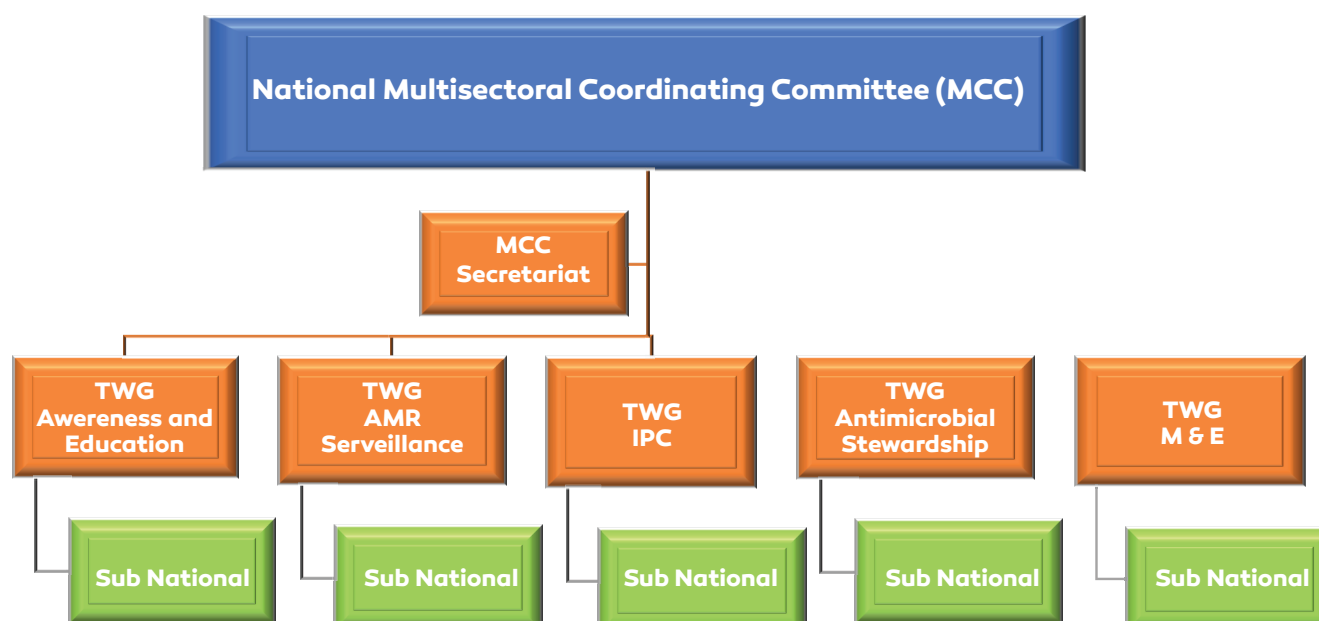 National Multisectoral Coordinating Committee (MCC)
MCC
Secretariat
TWG
Awereness and
Education
TWG
AMR
Serveillance
TWG
IPC
TWG
Antimicrobial
Stewardship
TWG
M & E
Sub National
Sub National
Sub National
Sub National
Sub National